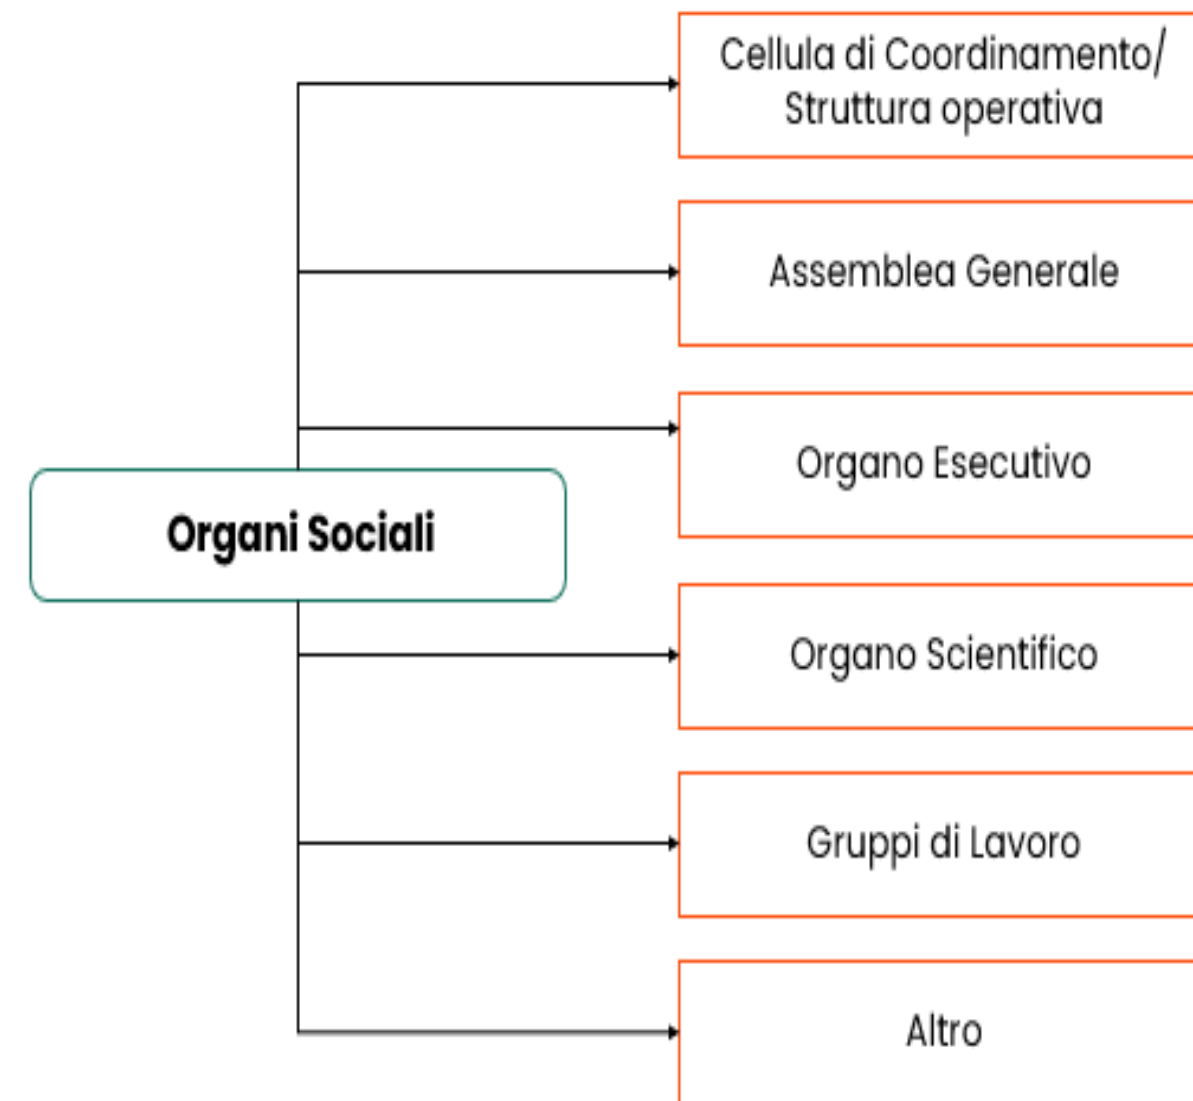 Cellula di Coordinamento/
Struttura operativa
Assemblea Generale
Organo Esecutivo
Organi Sociali
Organo Scientifico
Gruppi di Lavoro
Altro